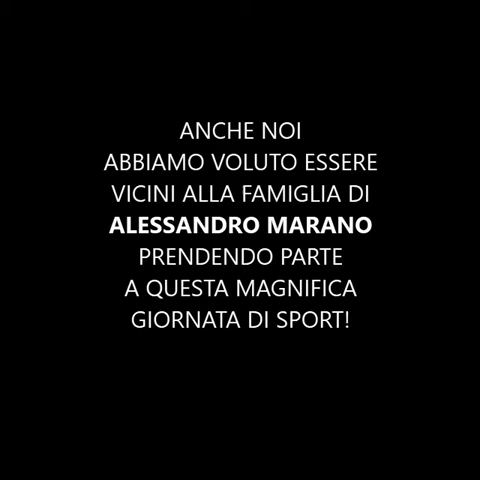 ANCHE NOI
ABBIAMO VOLUTO ESSERE
VICINI ALLA FAMIGLIA DI
ALESSANDRO MARANO
PRENDENDO PARTE
A QUESTA MAGNIFICA
GIORNATA DI SPORT!